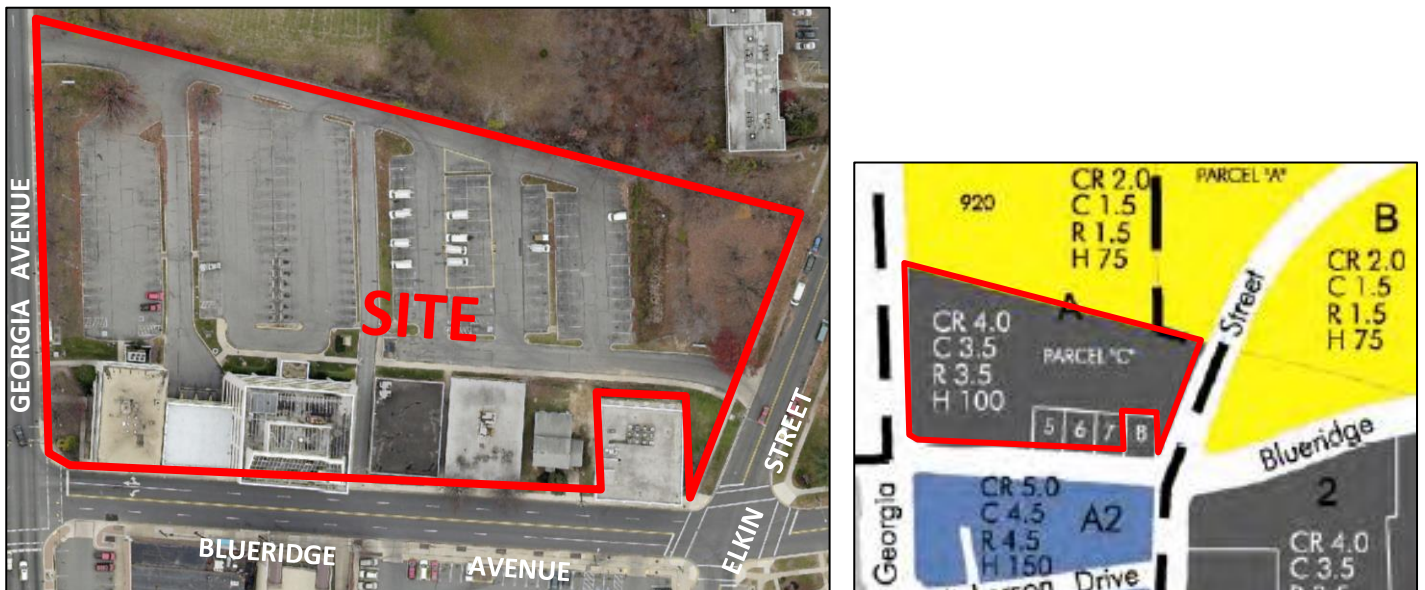 GEORGIA AVENUE
SITE
BLUERIDGE
AVENUE
ELKIN
STREET
920
CR 2.0
C 1.5
R 1.5
H 75
PARCEL "A"
B
CR 2.0
C 1.5
R 1.5
H 75
A
CR 4.0
C 3.5
R 3.5
H 100
PARCEL "C"
5 6 7 8
Street
Blueridge
Georgia
CR 5.0
C 4.5
R 4.5
H 150
A2
Drive
2
CR 4.0
C 3.5